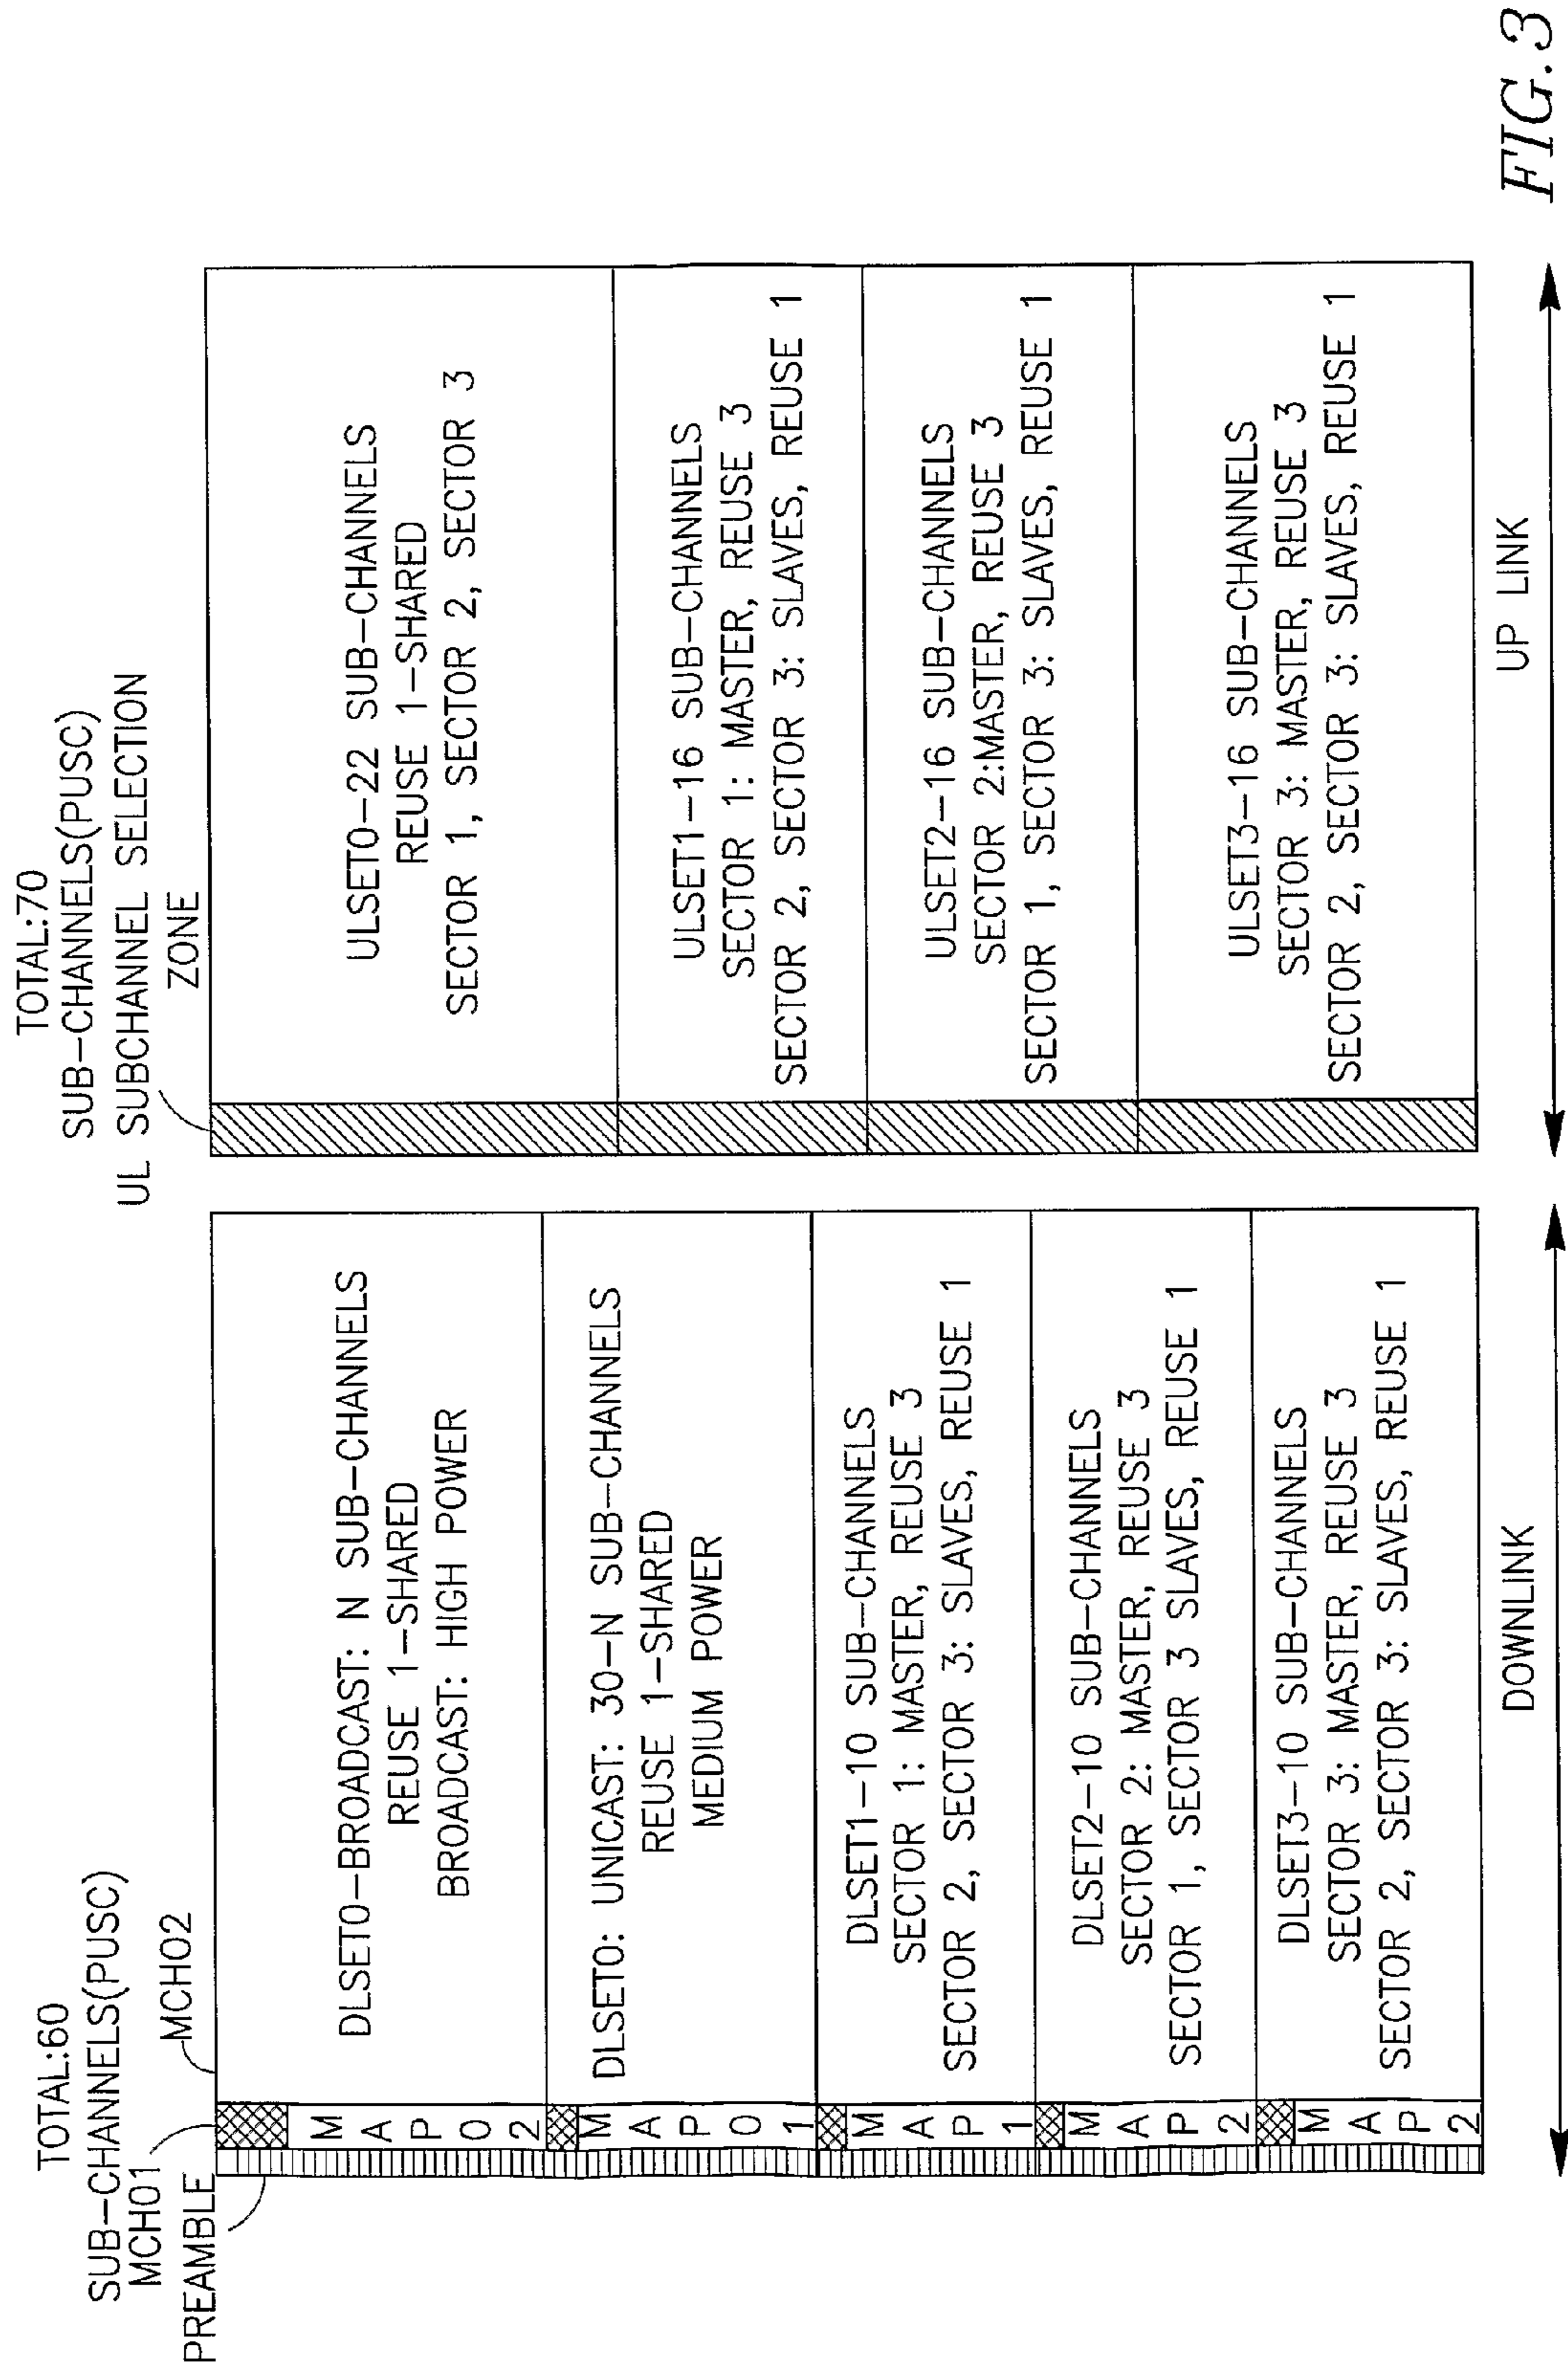 TOTAL:60
SUB-CHANNELS(PUSC)
MCH01
MCH02
PREAMBLE
MAP02
DLSET0-BROADCAST: N SUB-CHANNELS
REUSE 1-SHARED
BROADCAST: HIGH POWER
MAP01
DLSET0: UNICAST: 30-N SUB-CHANNELS
REUSE 1-SHARED
MEDIUM POWER
MAP1
DLSET1-10 SUB-CHANNELS
SECTOR 1: MASTER, REUSE 3
SECTOR 2, SECTOR 3: SLAVES, REUSE 1
MAP2
DLSET2-10 SUB-CHANNELS
SECTOR 2: MASTER, REUSE 3
SECTOR 1, SECTOR 3 SLAVES, REUSE 1
MAP2
DLSET3-10 SUB-CHANNELS
SECTOR 3: MASTER, REUSE 3
SECTOR 2, SECTOR 3: SLAVES, REUSE 1
DOWNLINK
TOTAL:70
SUB-CHANNELS(PUSC)
UL SUBCHANNEL SELECTION
ZONE
ULSET0-22 SUB-CHANNELS
REUSE 1-SHARED
SECTOR 1, SECTOR 2, SECTOR 3
ULSET1-16 SUB-CHANNELS
SECTOR 1: MASTER, REUSE 3
SECTOR 2, SECTOR 3: SLAVES, REUSE 1
ULSET2-16 SUB-CHANNELS
SECTOR 2:MASTER, REUSE 3
SECTOR 1, SECTOR 3: SLAVES, REUSE 1
ULSET3-16 SUB-CHANNELS
SECTOR 3: MASTER, REUSE 3
SECTOR 2, SECTOR 3: SLAVES, REUSE 1
UP LINK
FIG.3